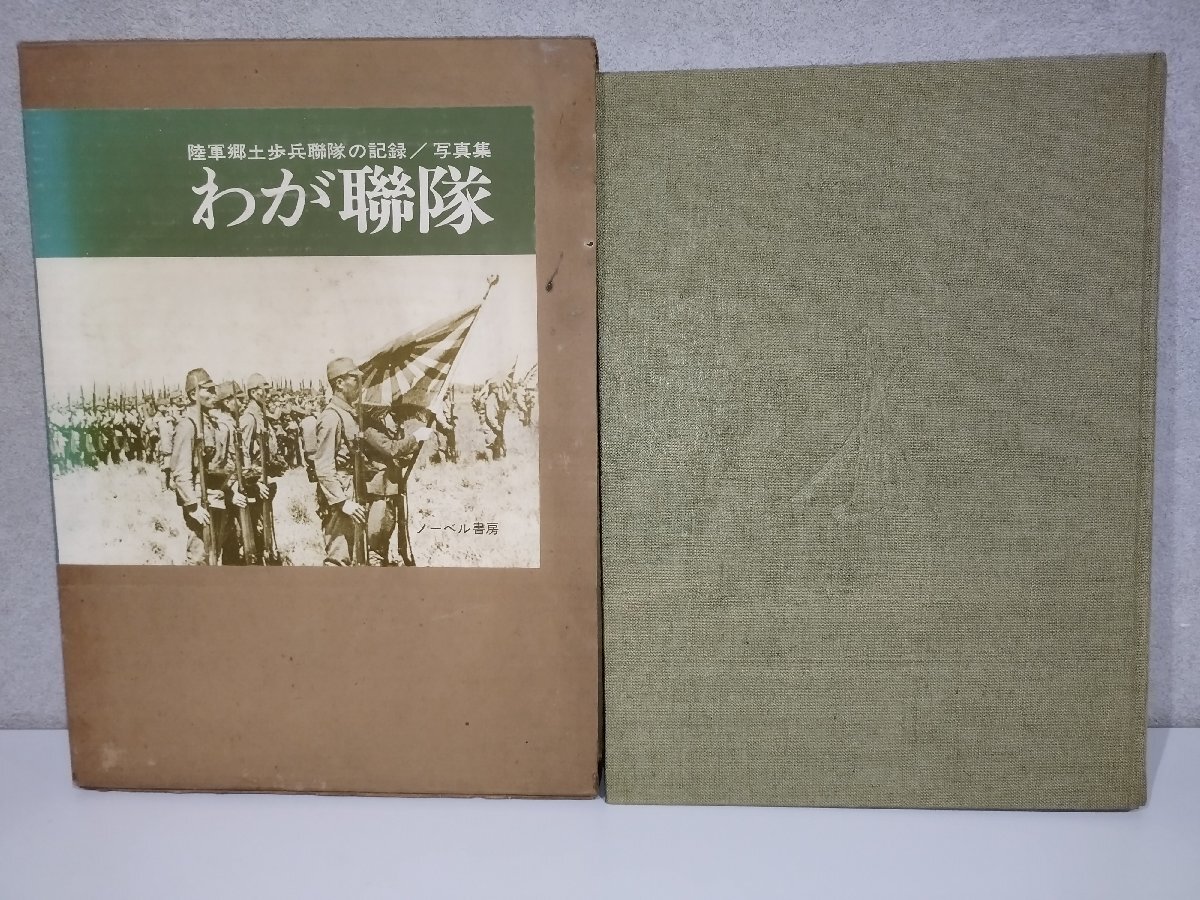 陸軍郷土歩兵聯隊の記録/写真集
わが聯隊
ノーベル書房